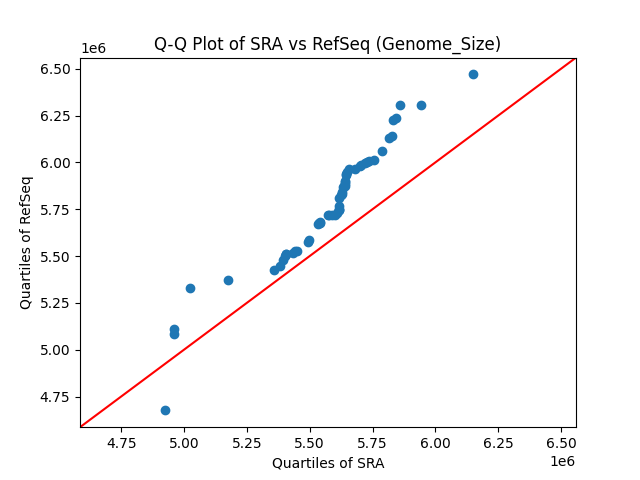 Q-Q Plot of SRA vs RefSeq (Genome_Size)
1e6
6.50
6.25
6.00
5.75
5.50
5.25
5.00
4.75
Quartiles of RefSeq
4.75 5.00 5.25 5.50 5.75 6.00 6.25 6.50
Quartiles of SRA
1e6